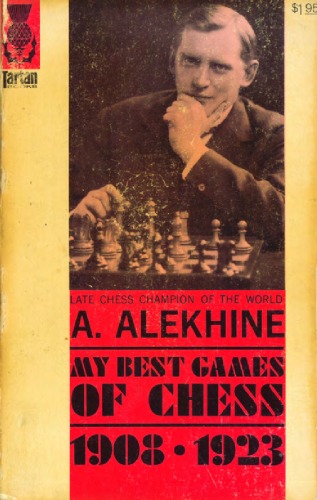 $1.95
Tartan
LATE CHESS CHAMPION OF THE WORLD
A. ALEKHINE
MY BEST GAMES
OF CHESS
1908 • 1923